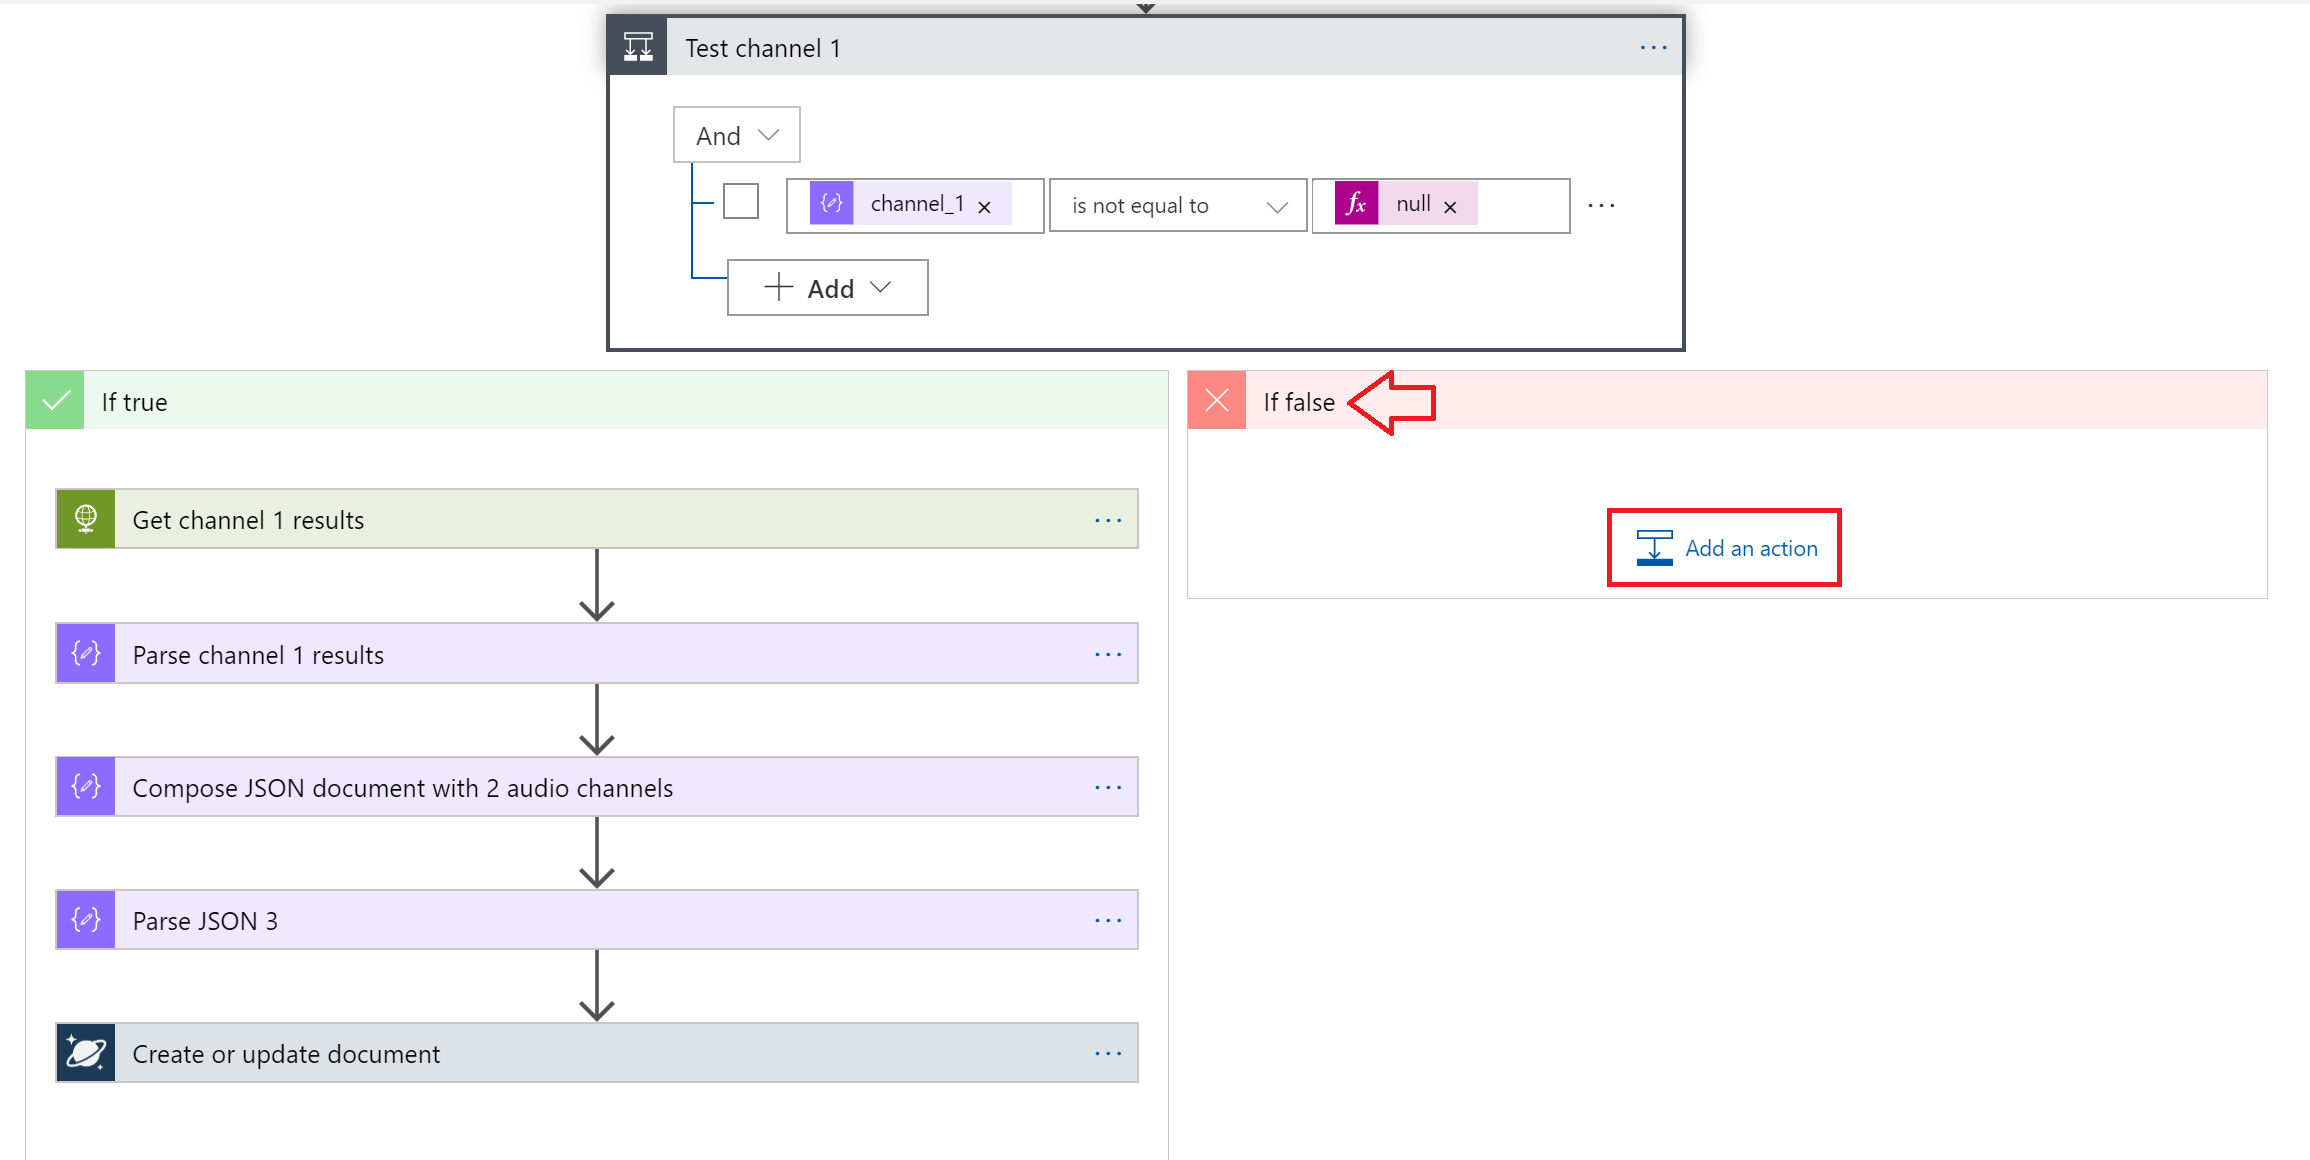 Test channel 1
And
channel_1
is not equal to
fx null
Add
If true
If false
Get channel 1 results
Add an action
Parse channel 1 results
Compose JSON document with 2 audio channels
Parse JSON 3
Create or update document